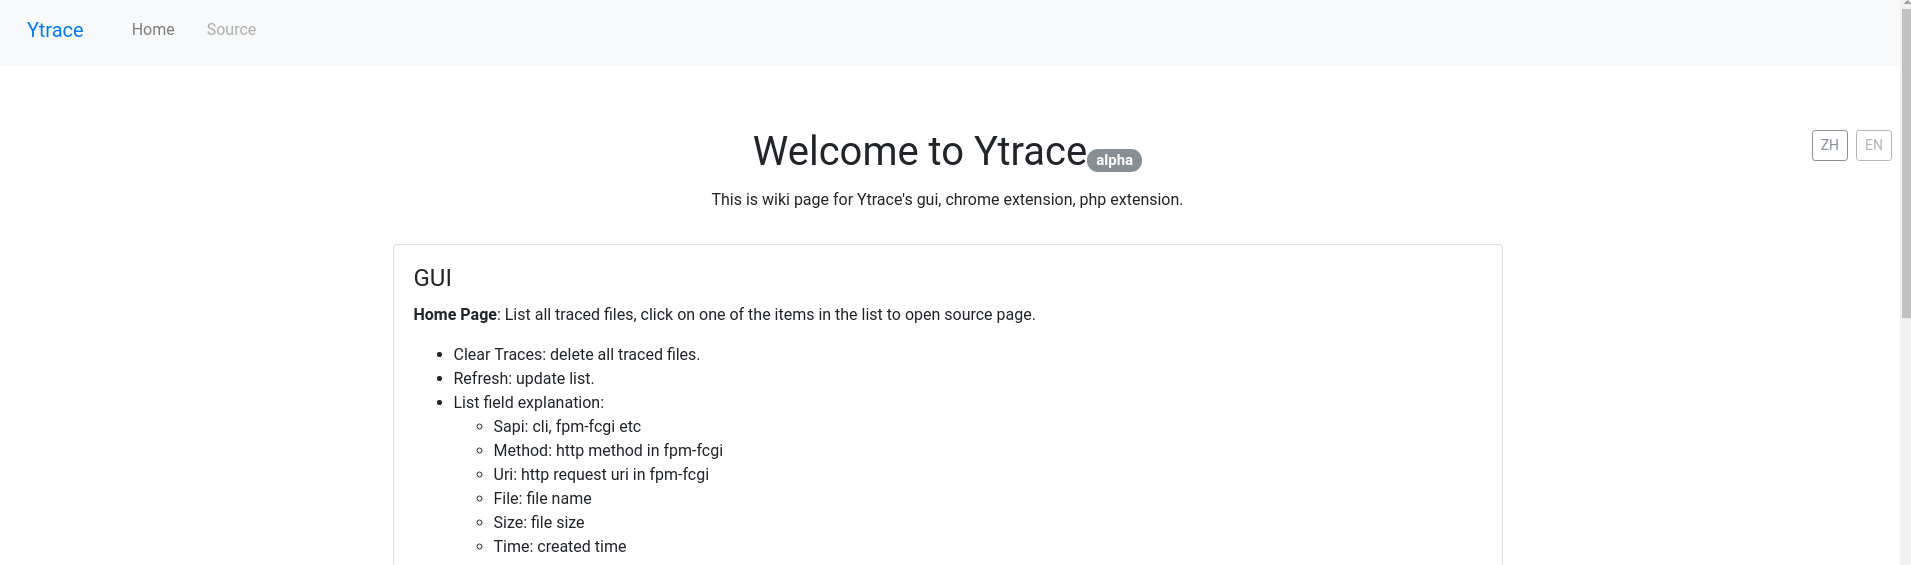 Ytrace Home Source
Welcome to Ytrace alpha
ZH EN
This is wiki page for Ytrace's gui, chrome extension, php extension.
GUI
Home Page: List all traced files, click on one of the items in the list to open source page.
Clear Traces: delete all traced files.
Refresh: update list.
List field explanation:
Sapi: cli, fpm-fcgi etc
Method: http method in fpm-fcgi
Uri: http request uri in fpm-fcgi
File: file name
Size: file size
Time: created time